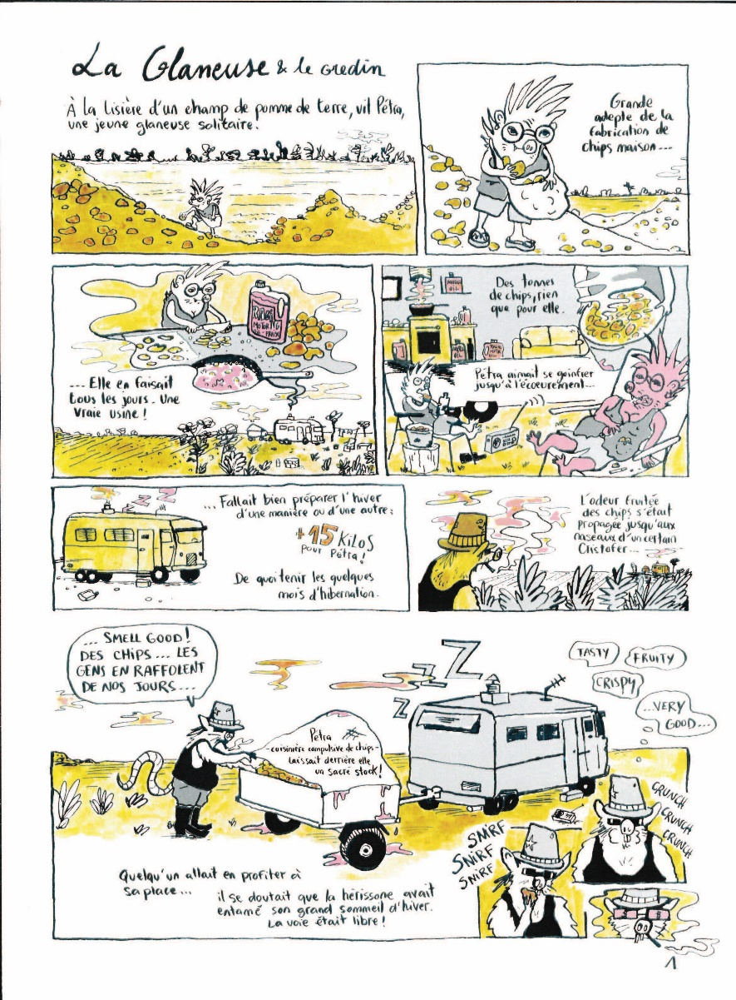 La Glaneuse & le gredin
À la lisière d'un champ de pomme de terre, vit Pétra,
une jeune glaneuse solitaire.
Grande
adepte de la
fabrication de
chips maison...
MOTOR
OIL
... Elle en faisait
tous les jours. Une
vraie usine !
MOTOR
OIL
Des tonnes
de chips, rien
que pour elle.
Pétra aimait se goinfrer
jusqu'à l'écœurement...
... Fallait bien préparer l'hiver
d'une manière ou d'une autre :
+15 KILOS
pour Pétra !
De quoi tenir les quelques
mois d'hibernation.
Z Z Z
L'odeur fruitée
des chips s'était
propagée jusqu'aux
naseaux d'un certain
Clistofer...
... SMELL GOOD !
DES CHIPS ... LES
GENS EN RAFFOLENT
DE NOS JOURS...
Z Z Z
TASTY
FRUITY
CRISPY
...VERY
GOOD...
Pétra
-cuisinière compulsive de chips-
laissait derrière elle
un sacré stock !
CRUNCH
CRUNCH
CRUNCH
SNIRF
SNIRF
SNIRF
Quelqu'un allait en profiter à
sa place...
il se doutait que la hérissone avait
entamé son grand sommeil d'hiver.
La voie était libre !
1